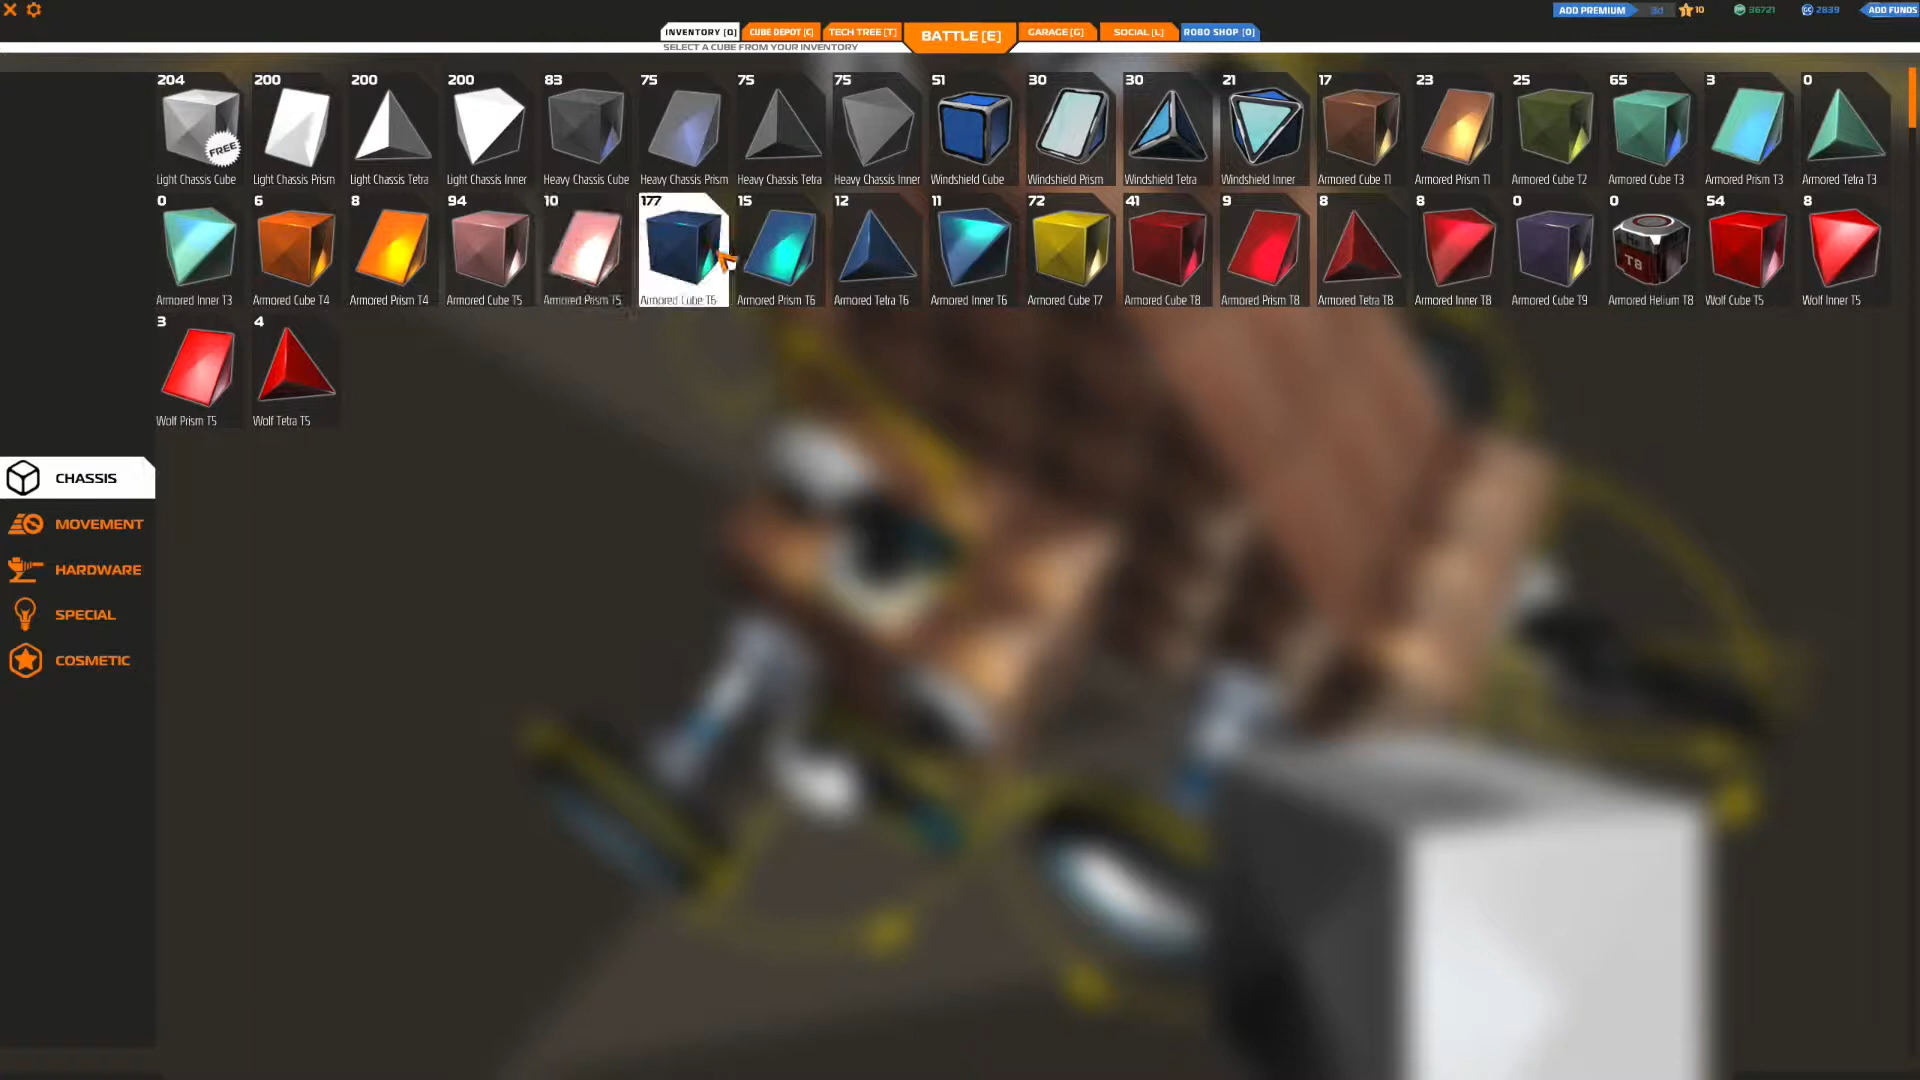 ADD PREMIUM 3d 10 36721 2839 ADD FUNDS
INVENTORY [Q] CUBE DEPOT [C] TECH TREE [T] BATTLE [E] GARAGE [G] SOCIAL [L] ROBO SHOP [O]
SELECT A CUBE FROM YOUR INVENTORY
204 200 200 200 83 75 75 75 51 30 30 21 17 23 25 65 3 0
FREE
Light Chassis Cube Light Chassis Prism Light Chassis Tetra Light Chassis Inner Heavy Chassis Cube Heavy Chassis Prism Heavy Chassis Tetra Heavy Chassis Inner Windshield Cube Windshield Prism Windshield Tetra Windshield Inner Armored Cube T1 Armored Prism T1 Armored Cube T2 Armored Cube T3 Armored Prism T3 Armored Tetra T3
0 6 8 94 10 177 15 12 11 72 41 9 8 8 0 0 54 8
He
T8
Armored Inner T3 Armored Cube T4 Armored Prism T4 Armored Cube T5 Armored Prism T5 Armored Cube T6 Armored Prism T6 Armored Tetra T6 Armored Inner T6 Armored Cube T7 Armored Cube T8 Armored Prism T8 Armored Tetra T8 Armored Inner T8 Armored Cube T9 Armored Helium T8 Wolf Cube T5 Wolf Inner T5
3 4
Wolf Prism T5 Wolf Tetra T5
CHASSIS
MOVEMENT
HARDWARE
SPECIAL
COSMETIC